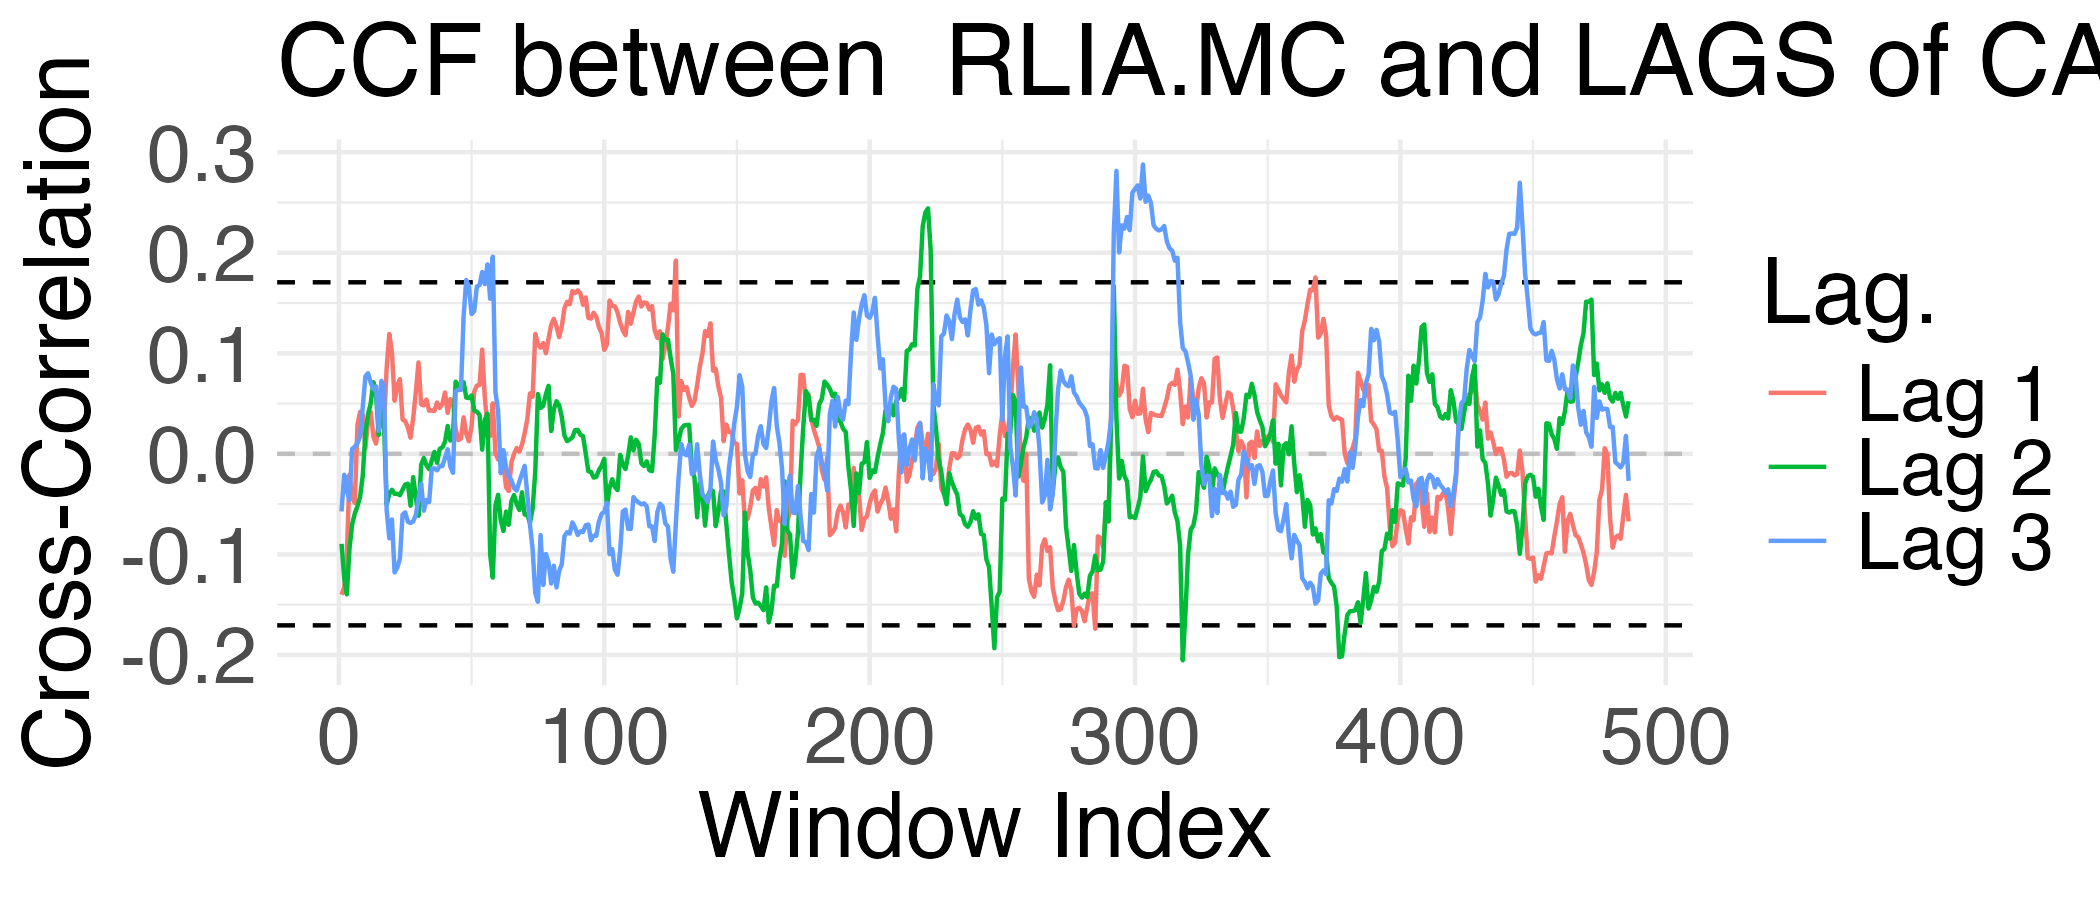 CCF between  RLIA.MC and LAGS of CA
Cross-Correlation
0.3
0.2
0.1
0.0
-0.1
-0.2
0 100 200 300 400 500
Window Index
Lag.
Lag 1
Lag 2
Lag 3